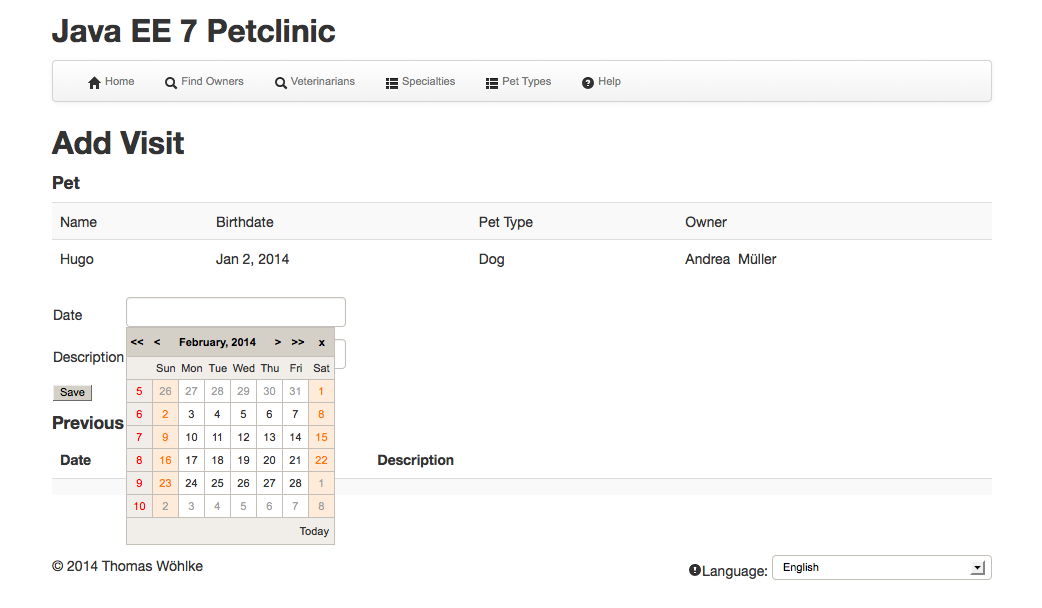 Java EE 7 Petclinic
Home Find Owners Veterinarians Specialties Pet Types Help
Add Visit
Pet
Name Birthdate Pet Type Owner
Hugo Jan 2, 2014 Dog Andrea Müller
Date
<< < February, 2014 > >> x
Description
Sun Mon Tue Wed Thu Fri Sat
5 26 27 28 29 30 31 1
Save
6 2 3 4 5 6 7 8
Previous
7 9 10 11 12 13 14 15
Date Description
8 16 17 18 19 20 21 22
9 23 24 25 26 27 28 1
10 2 3 4 5 6 7 8
Today
© 2014 Thomas Wöhlke
Language: English